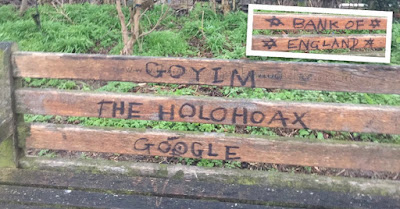 ✡ BANK OF ✡
✡ ENGLAND ✡
GOYIM
THE HOLOHOAX
GOOGLE